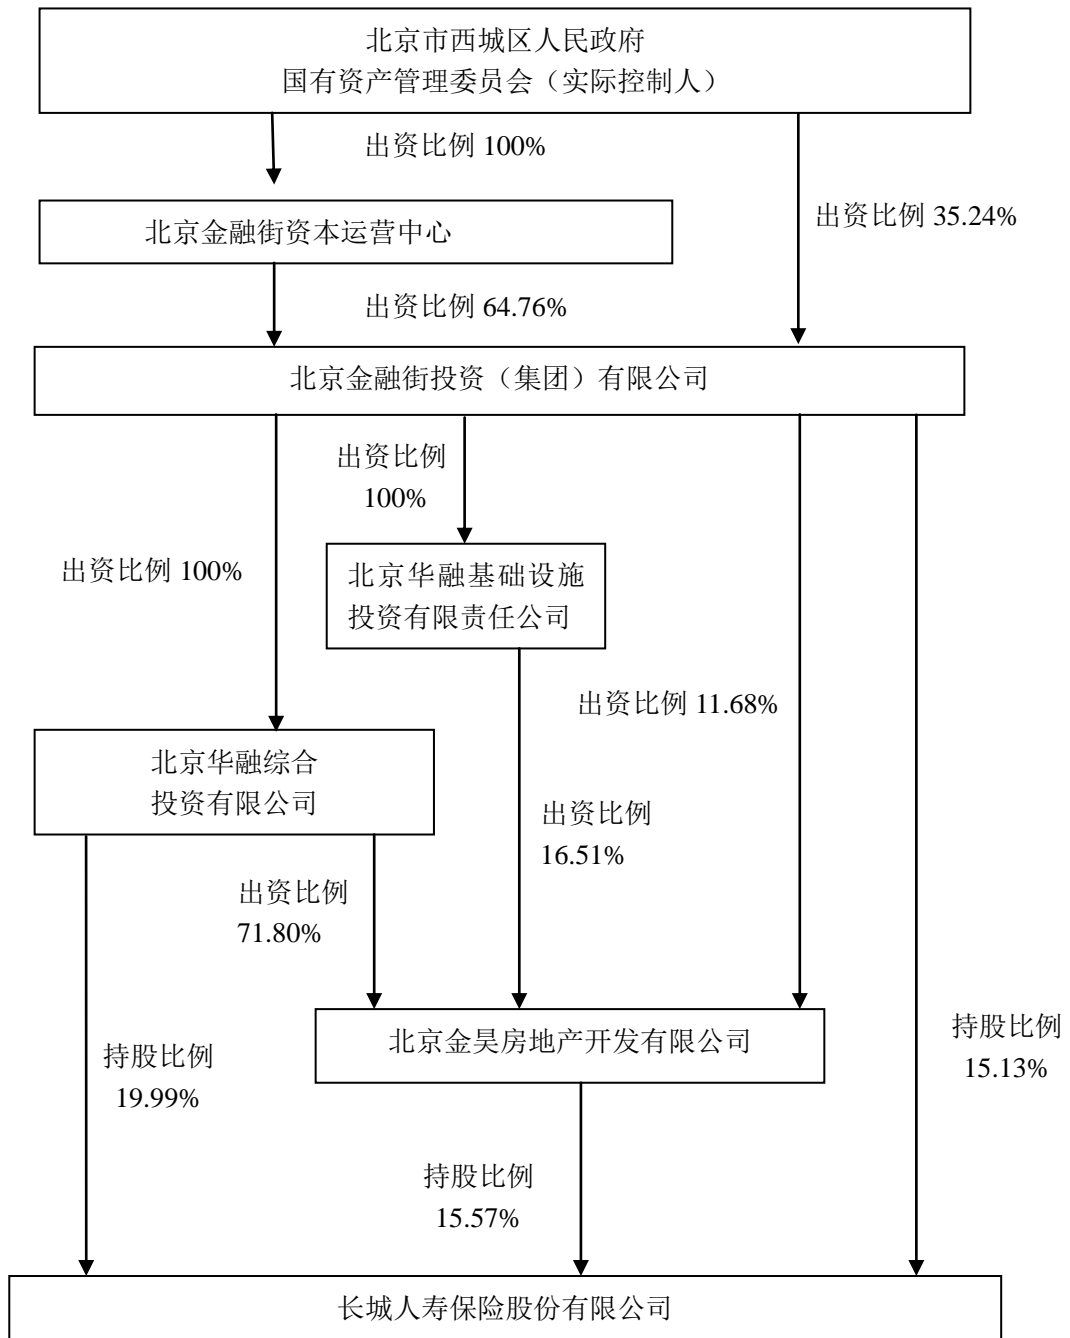 北京市西城区人民政府
国有资产管理委员会（实际控制人）
出资比例 100%
出资比例 35.24%
北京金融街资本运营中心
出资比例 64.76%
北京金融街投资（集团）有限公司
出资比例
100%
出资比例 100%
北京华融基础设施
投资有限责任公司
出资比例 11.68%
北京华融综合
投资有限公司
出资比例
16.51%
出资比例
71.80%
北京金昊房地产开发有限公司
持股比例
15.13%
持股比例
19.99%
持股比例
15.57%
长城人寿保险股份有限公司